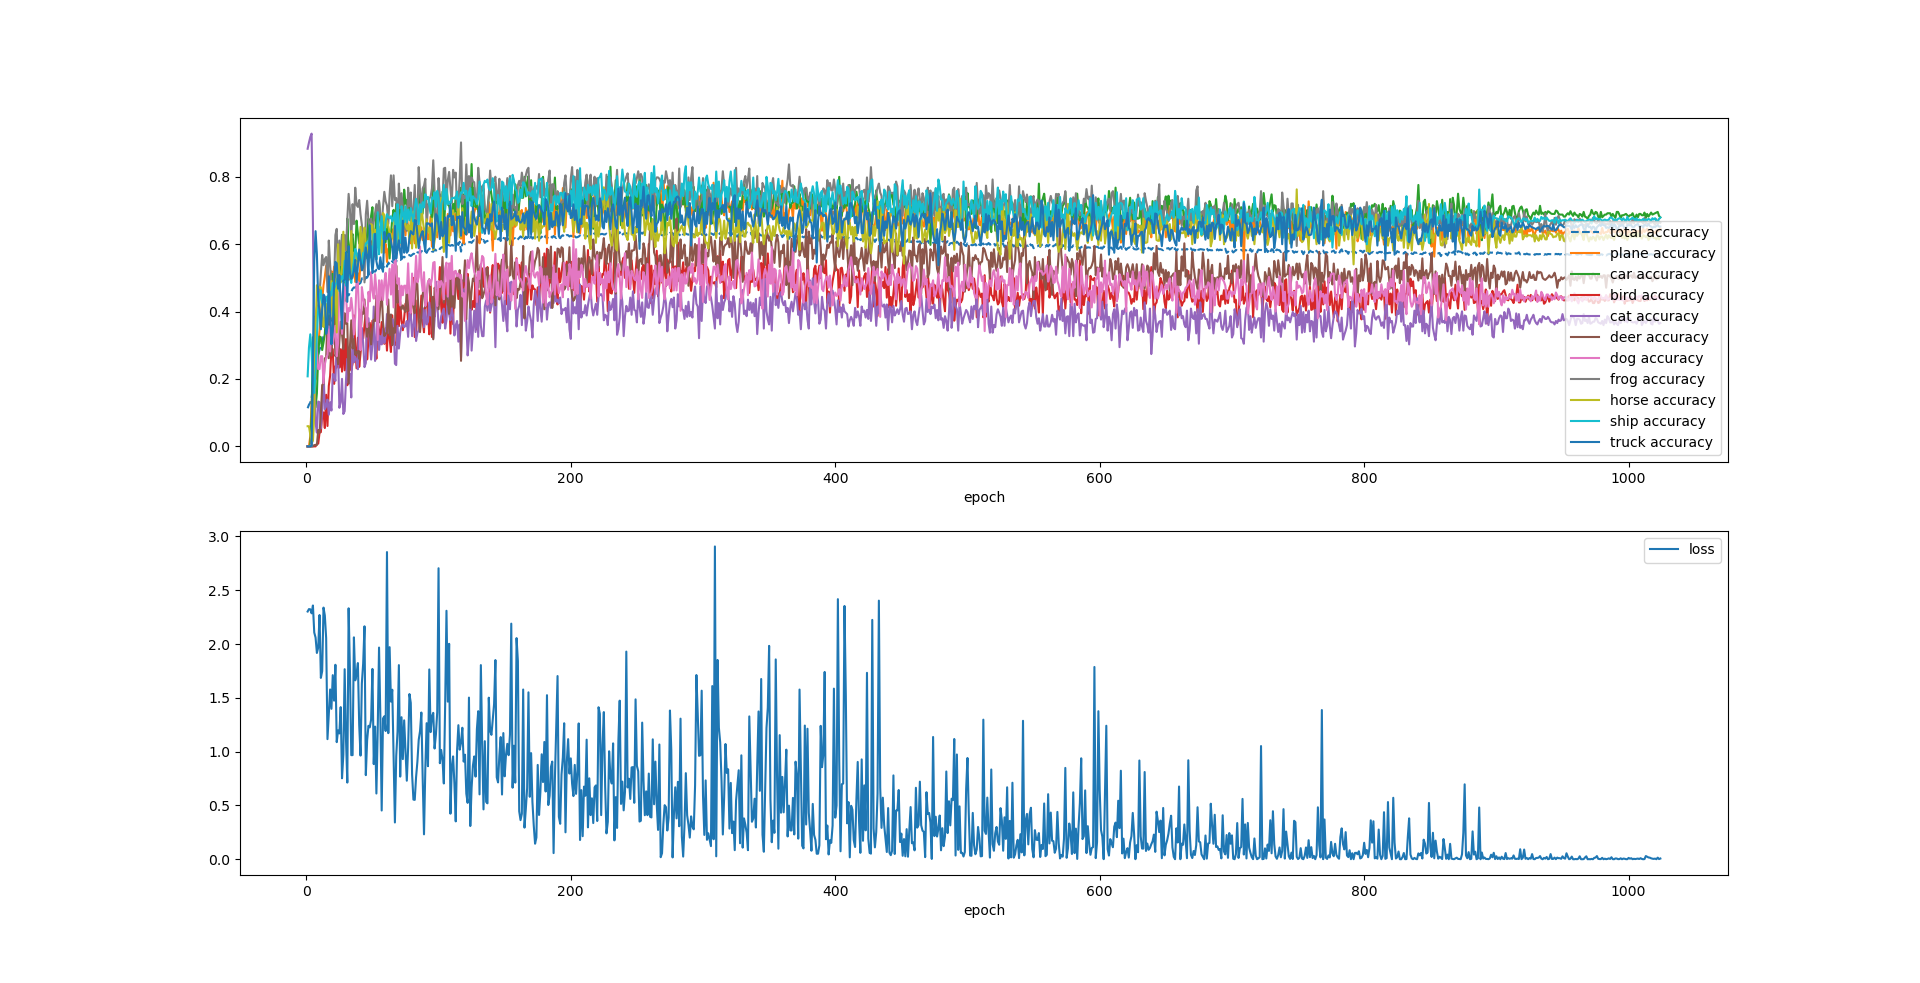 0.8
0.6
0.4
0.2
0.0
total accuracy
plane accuracy
car accuracy
bird accuracy
cat accuracy
deer accuracy
dog accuracy
frog accuracy
horse accuracy
ship accuracy
truck accuracy
0 200 400 600 800 1000
epoch
3.0
2.5
2.0
1.5
1.0
0.5
0.0
loss
0 200 400 600 800 1000
epoch